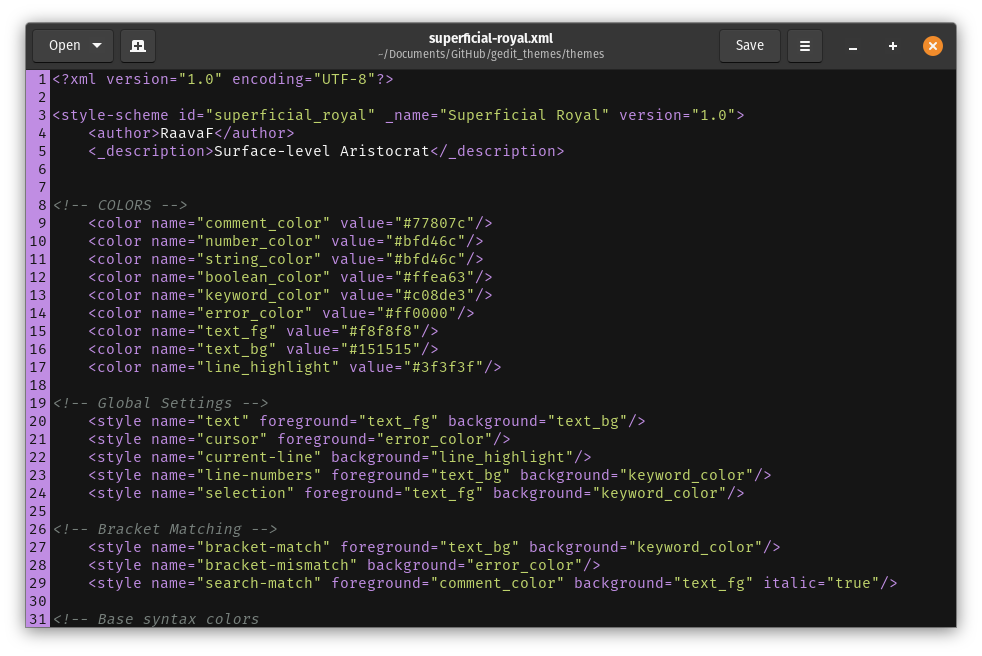 Open
superficial-royal.xml
~/Documents/GitHub/gedit_themes/themes
Save
1 <?xml version="1.0" encoding="UTF-8"?>
2
3 <style-scheme id="superficial_royal" _name="Superficial Royal" version="1.0">
4     <author>RaavaF</author>
5     <_description>Surface-level Aristocrat</_description>
6
7
8 <!-- COLORS -->
9     <color name="comment_color" value="#77807c"/>
10     <color name="number_color" value="#bfd46c"/>
11     <color name="string_color" value="#bfd46c"/>
12     <color name="boolean_color" value="#ffea63"/>
13     <color name="keyword_color" value="#c08de3"/>
14     <color name="error_color" value="#ff0000"/>
15     <color name="text_fg" value="#f8f8f8"/>
16     <color name="text_bg" value="#151515"/>
17     <color name="line_highlight" value="#3f3f3f"/>
18
19 <!-- Global Settings -->
20     <style name="text" foreground="text_fg" background="text_bg"/>
21     <style name="cursor" foreground="error_color"/>
22     <style name="current-line" background="line_highlight"/>
23     <style name="line-numbers" foreground="text_bg" background="keyword_color"/>
24     <style name="selection" foreground="text_fg" background="keyword_color"/>
25
26 <!-- Bracket Matching -->
27     <style name="bracket-match" foreground="text_bg" background="keyword_color"/>
28     <style name="bracket-mismatch" background="error_color"/>
29     <style name="search-match" foreground="comment_color" background="text_fg" italic="true"/>
30
31 <!-- Base syntax colors